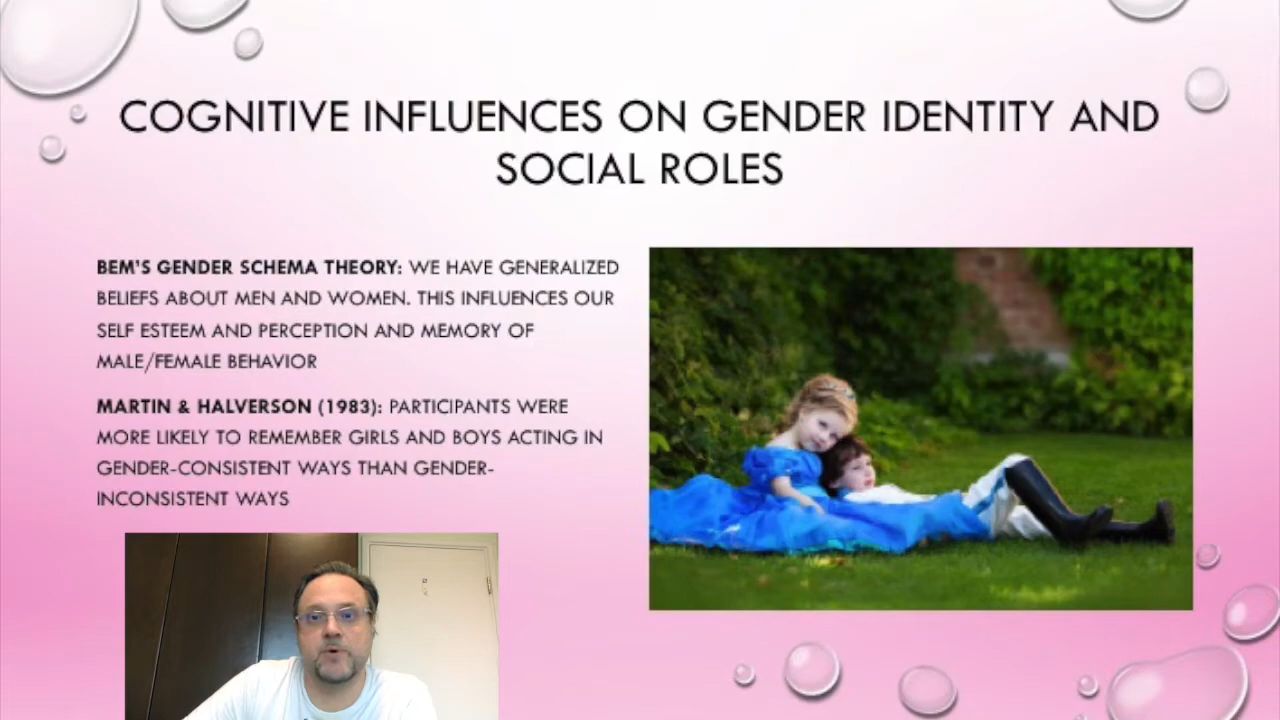 COGNITIVE INFLUENCES ON GENDER IDENTITY AND
SOCIAL ROLES
BEM'S GENDER SCHEMA THEORY: WE HAVE GENERALIZED
BELIEFS ABOUT MEN AND WOMEN. THIS INFLUENCES OUR
SELF ESTEEM AND PERCEPTION AND MEMORY OF
MALE/FEMALE BEHAVIOR
MARTIN & HALVERSON (1983): PARTICIPANTS WERE
MORE LIKELY TO REMEMBER GIRLS AND BOYS ACTING IN
GENDER-CONSISTENT WAYS THAN GENDER-
INCONSISTENT WAYS